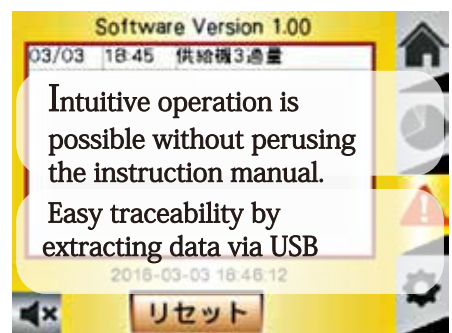 Software Version 1.00
03/03 18:45 供給機3過量
Intuitive operation is
possible without perusing
the instruction manual.
Easy traceability by
extracting data via USB
2016-03-03 18:46:12
リセット